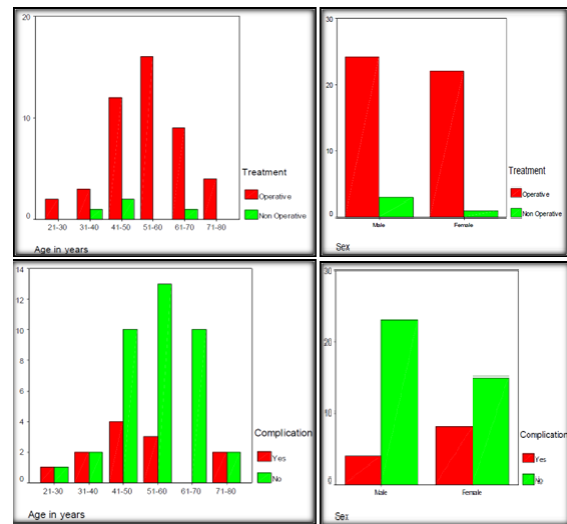 20
10
0
21-30 31-40 41-50 51-60 61-70 71-80
Age in years
Treatment
Operative
Non Operative
30
20
10
0
Male Female
Sex
Treatment
Operative
Non Operative
14
12
10
8
6
4
2
0
21-30 31-40 41-50 51-60 61-70 71-80
Age in years
Complication
Yes
No
30
20
10
0
Male Female
Sex
Complication
Yes
No